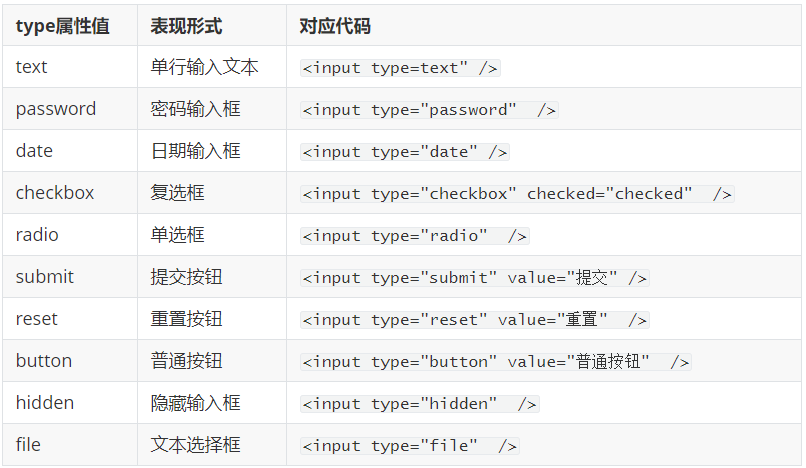 type属性值 表现形式 对应代码
text 单行输入文本 <input type=text" />
password 密码输入框 <input type="password"  />
date 日期输入框 <input type="date" />
checkbox 复选框 <input type="checkbox" checked="checked"  />
radio 单选框 <input type="radio"  />
submit 提交按钮 <input type="submit" value="提交" />
reset 重置按钮 <input type="reset" value="重置"  />
button 普通按钮 <input type="button" value="普通按钮"  />
hidden 隐藏输入框 <input type="hidden"  />
file 文本选择框 <input type="file"  />